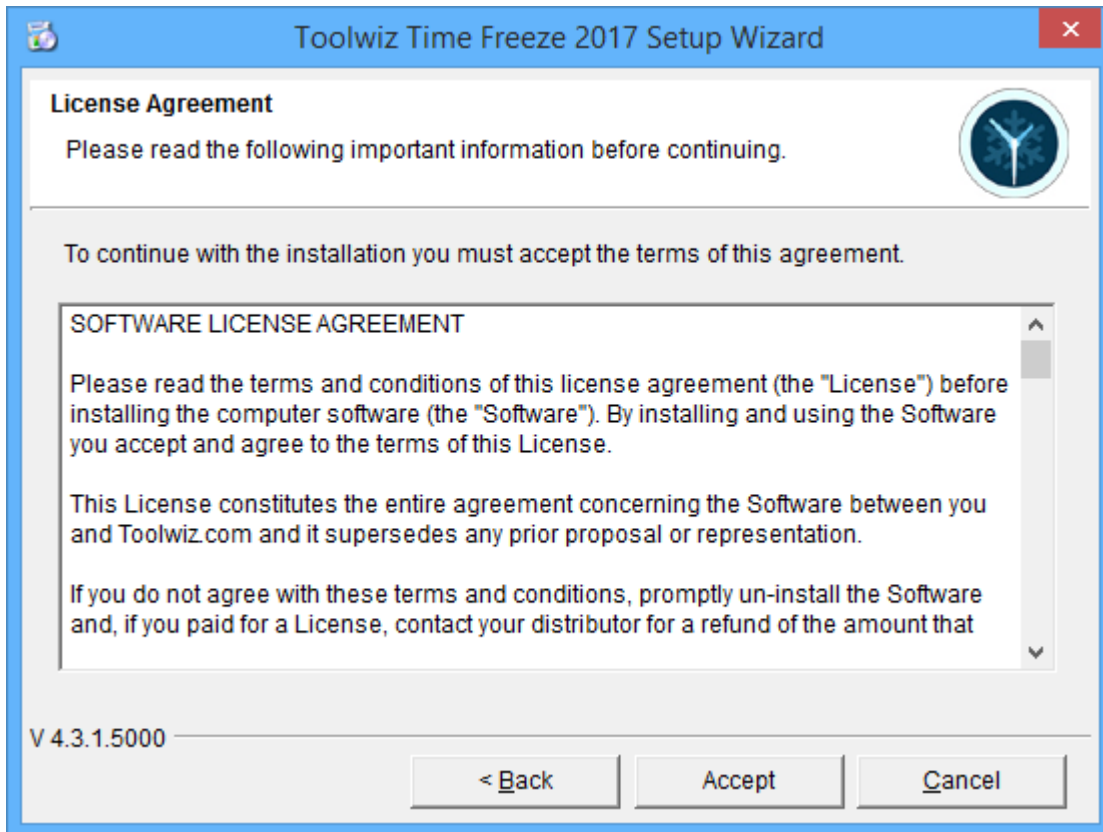 Toolwiz Time Freeze 2017 Setup Wizard
License Agreement
Please read the following important information before continuing.
To continue with the installation you must accept the terms of this agreement.
SOFTWARE LICENSE AGREEMENT
Please read the terms and conditions of this license agreement (the "License") before
installing the computer software (the "Software"). By installing and using the Software
you accept and agree to the terms of this License.
This License constitutes the entire agreement concerning the Software between you
and Toolwiz.com and it supersedes any prior proposal or representation.
If you do not agree with these terms and conditions, promptly un-install the Software
and, if you paid for a License, contact your distributor for a refund of the amount that
V 4.3.1.5000
< Back
Accept
Cancel